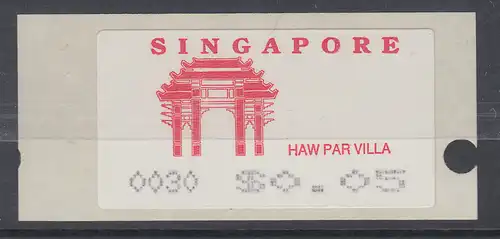 SINGAPORE
HAW PAR VILLA
0030 $0.05